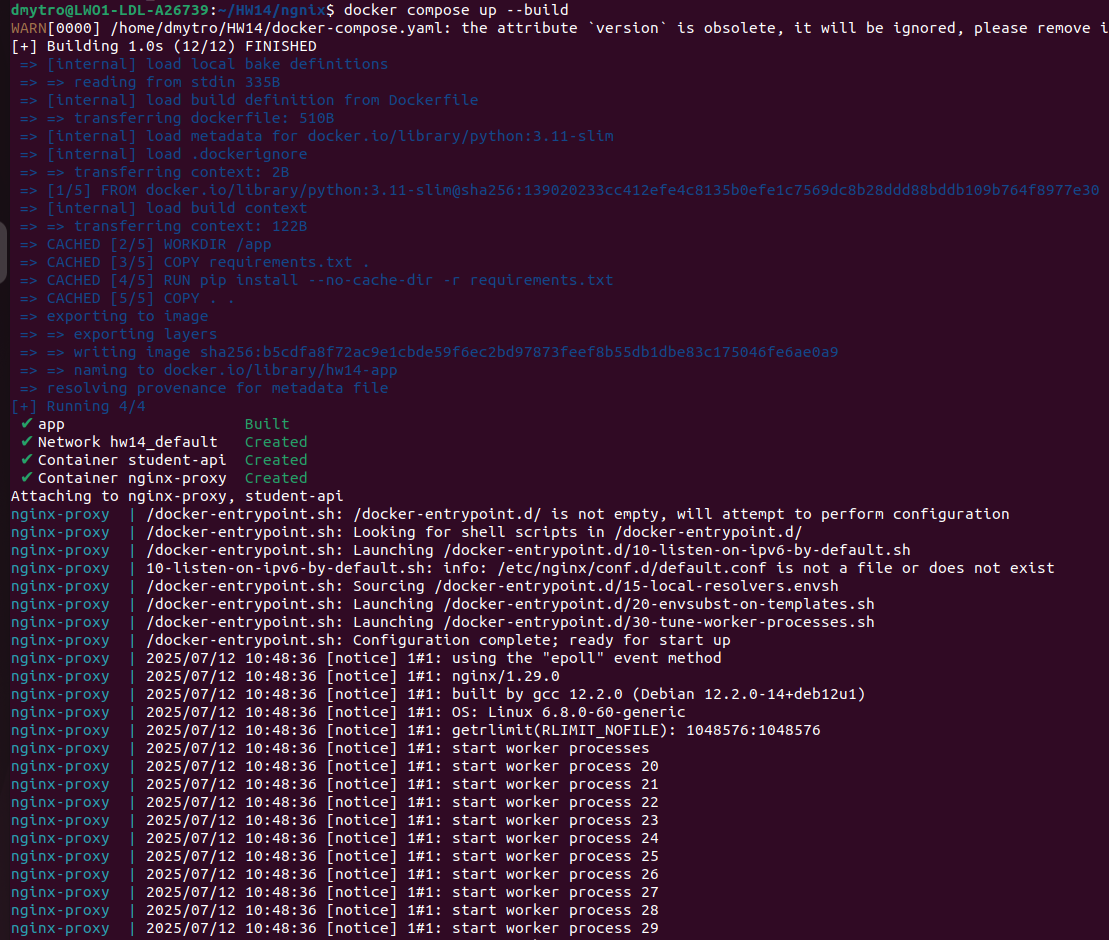 dmytro@LWO1-LDL-A26739:~/HW14/ngnix$ docker compose up --build
WARN[0000] /home/dmytro/HW14/docker-compose.yaml: the attribute `version` is obsolete, it will be ignored, please remove i
[+] Building 1.0s (12/12) FINISHED
=> [internal] load local bake definitions
=> => reading from stdin 335B
=> [internal] load build definition from Dockerfile
=> => transferring dockerfile: 510B
=> [internal] load metadata for docker.io/library/python:3.11-slim
=> [internal] load .dockerignore
=> => transferring context: 2B
=> [1/5] FROM docker.io/library/python:3.11-slim@sha256:139020233cc412efe4c8135b0efe1c7569dc8b28ddd88bddb109b764f8977e30
=> [internal] load build context
=> => transferring context: 122B
=> CACHED [2/5] WORKDIR /app
=> CACHED [3/5] COPY requirements.txt .
=> CACHED [4/5] RUN pip install --no-cache-dir -r requirements.txt
=> CACHED [5/5] COPY . .
=> exporting to image
=> => exporting layers
=> => writing image sha256:b5cdfa8f72ac9e1cbde59f6ec2bd97873feef8b55db1dbe83c175046fe6ae0a9
=> => naming to docker.io/library/hw14-app
=> resolving provenance for metadata file
[+] Running 4/4
✔ app Built
✔ Network hw14_default Created
✔ Container student-api Created
✔ Container nginx-proxy Created
Attaching to nginx-proxy, student-api
nginx-proxy | /docker-entrypoint.sh: /docker-entrypoint.d/ is not empty, will attempt to perform configuration
nginx-proxy | /docker-entrypoint.sh: Looking for shell scripts in /docker-entrypoint.d/
nginx-proxy | /docker-entrypoint.sh: Launching /docker-entrypoint.d/10-listen-on-ipv6-by-default.sh
nginx-proxy | 10-listen-on-ipv6-by-default.sh: info: /etc/nginx/conf.d/default.conf is not a file or does not exist
nginx-proxy | /docker-entrypoint.sh: Sourcing /docker-entrypoint.d/15-local-resolvers.envsh
nginx-proxy | /docker-entrypoint.sh: Launching /docker-entrypoint.d/20-envsubst-on-templates.sh
nginx-proxy | /docker-entrypoint.sh: Launching /docker-entrypoint.d/30-tune-worker-processes.sh
nginx-proxy | /docker-entrypoint.sh: Configuration complete; ready for start up
nginx-proxy | 2025/07/12 10:48:36 [notice] 1#1: using the "epoll" event method
nginx-proxy | 2025/07/12 10:48:36 [notice] 1#1: nginx/1.29.0
nginx-proxy | 2025/07/12 10:48:36 [notice] 1#1: built by gcc 12.2.0 (Debian 12.2.0-14+deb12u1)
nginx-proxy | 2025/07/12 10:48:36 [notice] 1#1: OS: Linux 6.8.0-60-generic
nginx-proxy | 2025/07/12 10:48:36 [notice] 1#1: getrlimit(RLIMIT_NOFILE): 1048576:1048576
nginx-proxy | 2025/07/12 10:48:36 [notice] 1#1: start worker processes
nginx-proxy | 2025/07/12 10:48:36 [notice] 1#1: start worker process 20
nginx-proxy | 2025/07/12 10:48:36 [notice] 1#1: start worker process 21
nginx-proxy | 2025/07/12 10:48:36 [notice] 1#1: start worker process 22
nginx-proxy | 2025/07/12 10:48:36 [notice] 1#1: start worker process 23
nginx-proxy | 2025/07/12 10:48:36 [notice] 1#1: start worker process 24
nginx-proxy | 2025/07/12 10:48:36 [notice] 1#1: start worker process 25
nginx-proxy | 2025/07/12 10:48:36 [notice] 1#1: start worker process 26
nginx-proxy | 2025/07/12 10:48:36 [notice] 1#1: start worker process 27
nginx-proxy | 2025/07/12 10:48:36 [notice] 1#1: start worker process 28
nginx-proxy | 2025/07/12 10:48:36 [notice] 1#1: start worker process 29